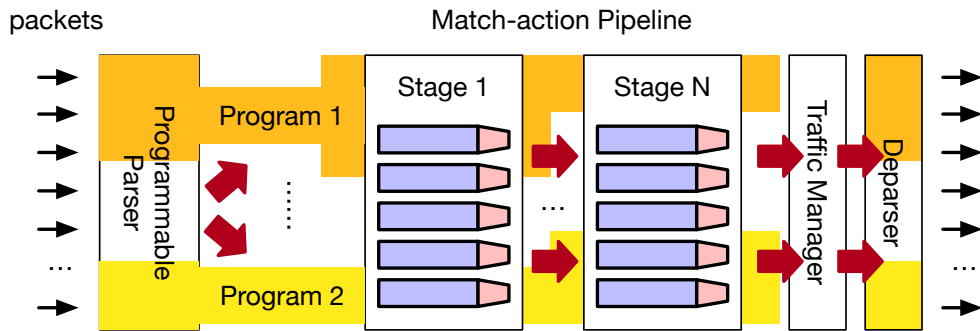 packets
Match-action Pipeline
Programmable
Parser
Program 1
......
Program 2
Stage 1
...
Stage N
Traffic Manager
Deparser
...
...